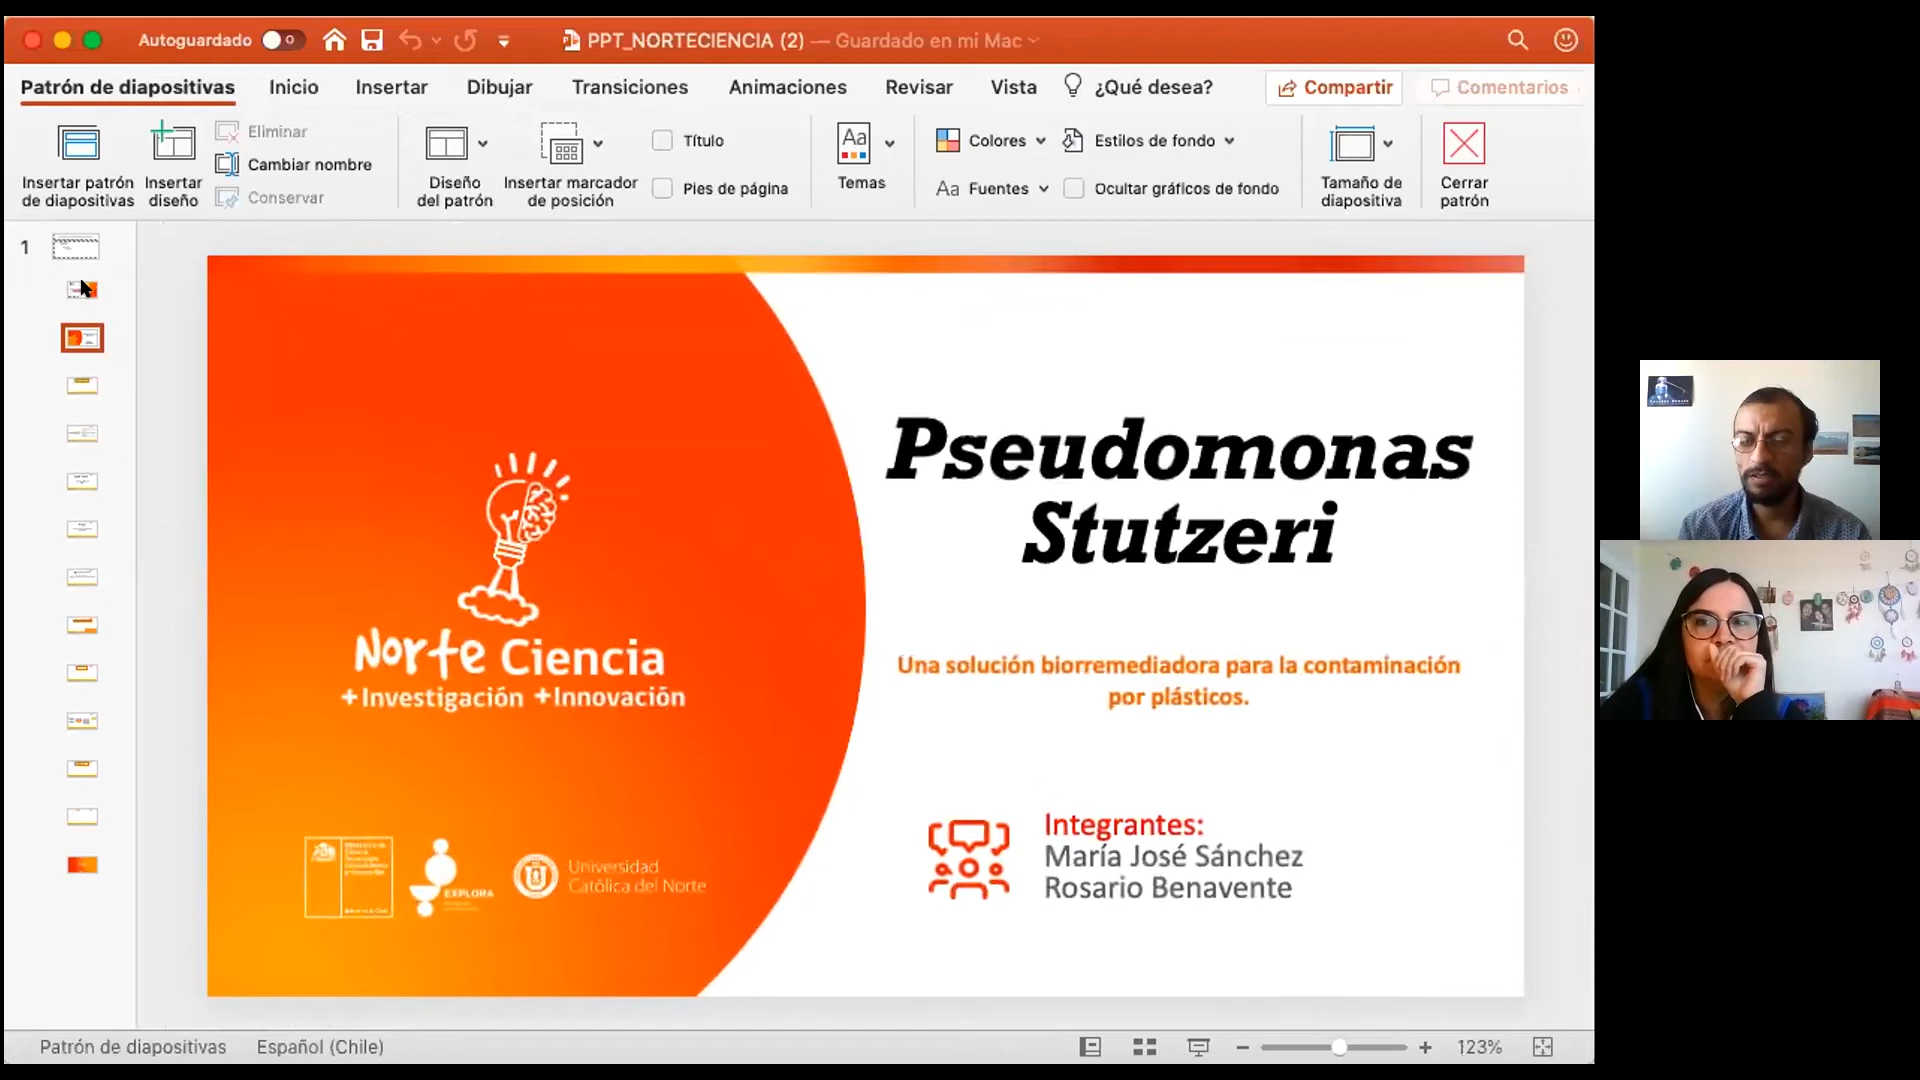 Autoguardado
PPT_NORTECIENCIA (2) — Guardado en mi Mac
Patrón de diapositivas Inicio Insertar Dibujar Transiciones Animaciones Revisar Vista ¿Qué desea? Compartir Comentarios
Insertar patrón
de diapositivas
Insertar
diseño
Eliminar
Cambiar nombre
Conservar
Diseño
del patrón
Insertar marcador
de posición
Título
Pies de página
Aa
Temas
Colores
Aa Fuentes
Estilos de fondo
Ocultar gráficos de fondo
Tamaño de
diapositiva
Cerrar
patrón
1
Pseudomonas
Stutzeri
Una solución biorremediadora para la contaminación
por plásticos.
Norte Ciencia
+Investigación +Innovación
EXPLORA
Universidad
Católica del Norte
Integrantes:
María José Sánchez
Rosario Benavente
Patrón de diapositivas Español (Chile)
123%